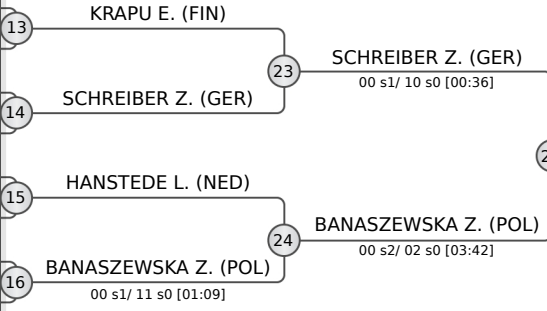 KRAPU E. (FIN)
13
23
SCHREIBER Z. (GER)
00 s1/ 10 s0 [00:36]
SCHREIBER Z. (GER)
14
HANSTEDE L. (NED)
15
24
BANASZEWSKA Z. (POL)
00 s2/ 02 s0 [03:42]
BANASZEWSKA Z. (POL)
16
00 s1/ 11 s0 [01:09]